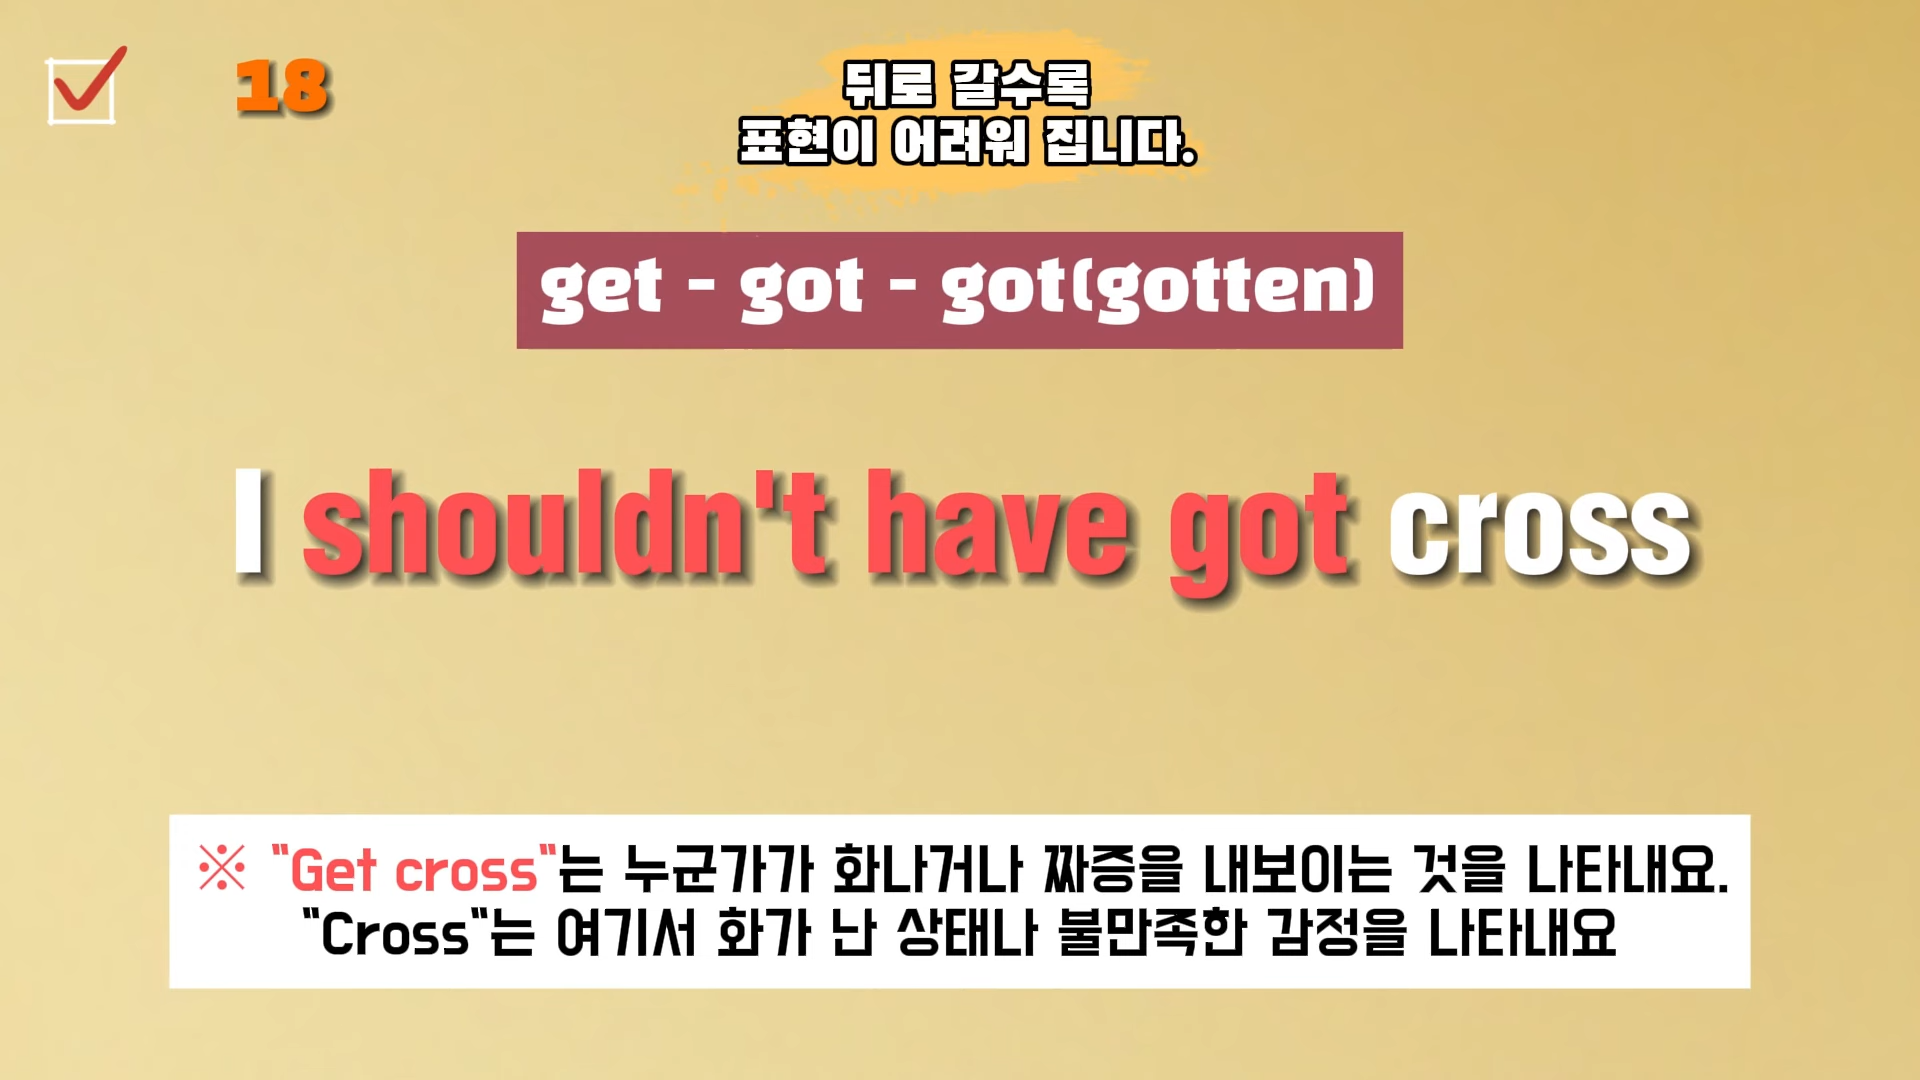 18
뒤로 갈수록
표현이 어려워 집니다.
get - got - got(gotten)
I shouldn't have got cross
※ "Get cross"는 누군가가 화나거나 짜증을 내보이는 것을 나타내요.
"Cross"는 여기서 화가 난 상태나 불만족한 감정을 나타내요